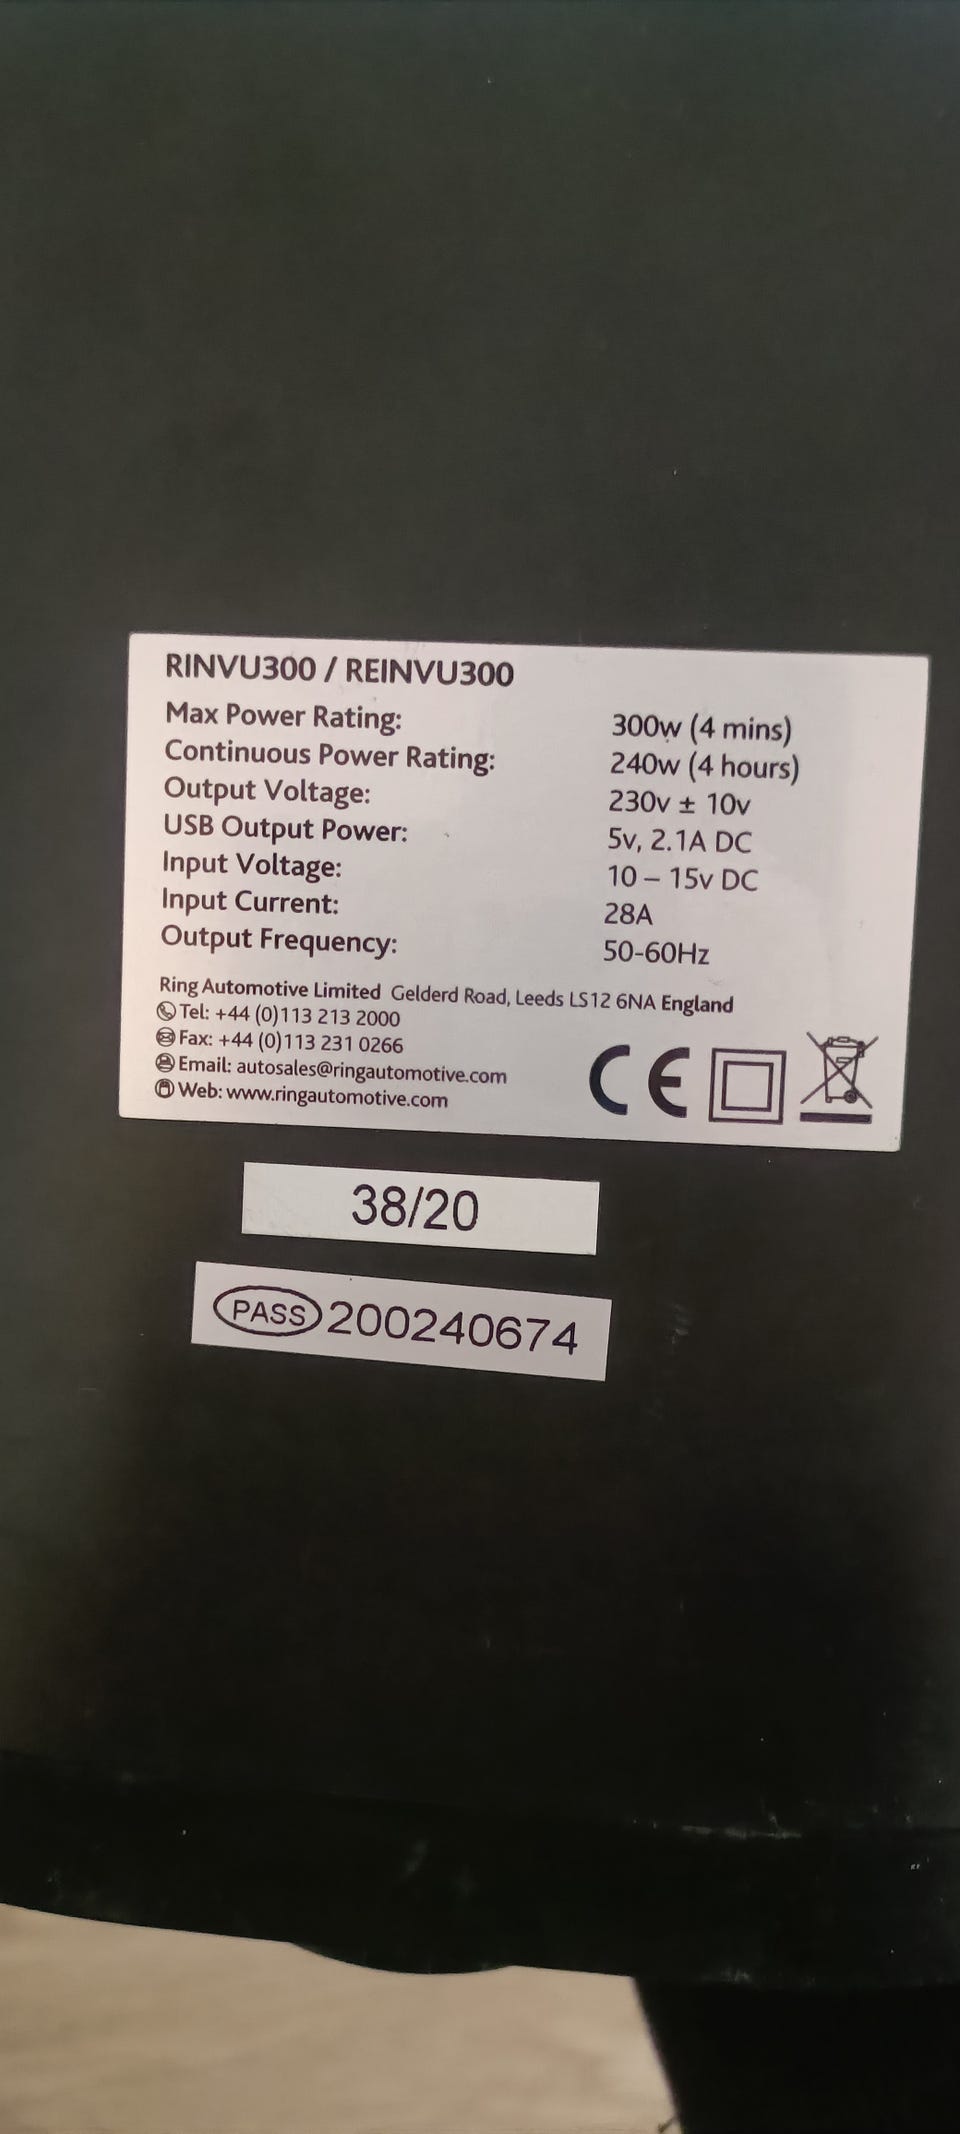 RINVU300 / REINVU300
Max Power Rating: 300w (4 mins)
Continuous Power Rating: 240w (4 hours)
Output Voltage: 230v ± 10v
USB Output Power: 5v, 2.1A DC
Input Voltage: 10 – 15v DC
Input Current: 28A
Output Frequency: 50-60Hz
Ring Automotive Limited Gelderd Road, Leeds LS12 6NA England
Tel: +44 (0)113 213 2000
Fax: +44 (0)113 231 0266
Email: autosales@ringautomotive.com
Web: www.ringautomotive.com
CE
38/20
PASS 200240674